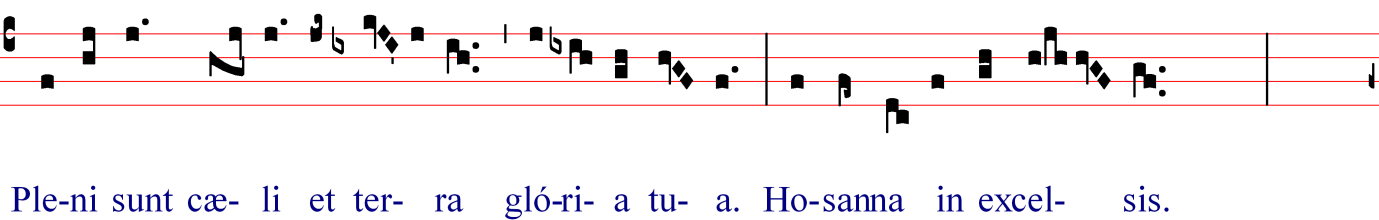 Ple-ni sunt cæ- li et ter- ra gló-ri- a tu- a. Ho-sanna in excel- sis.